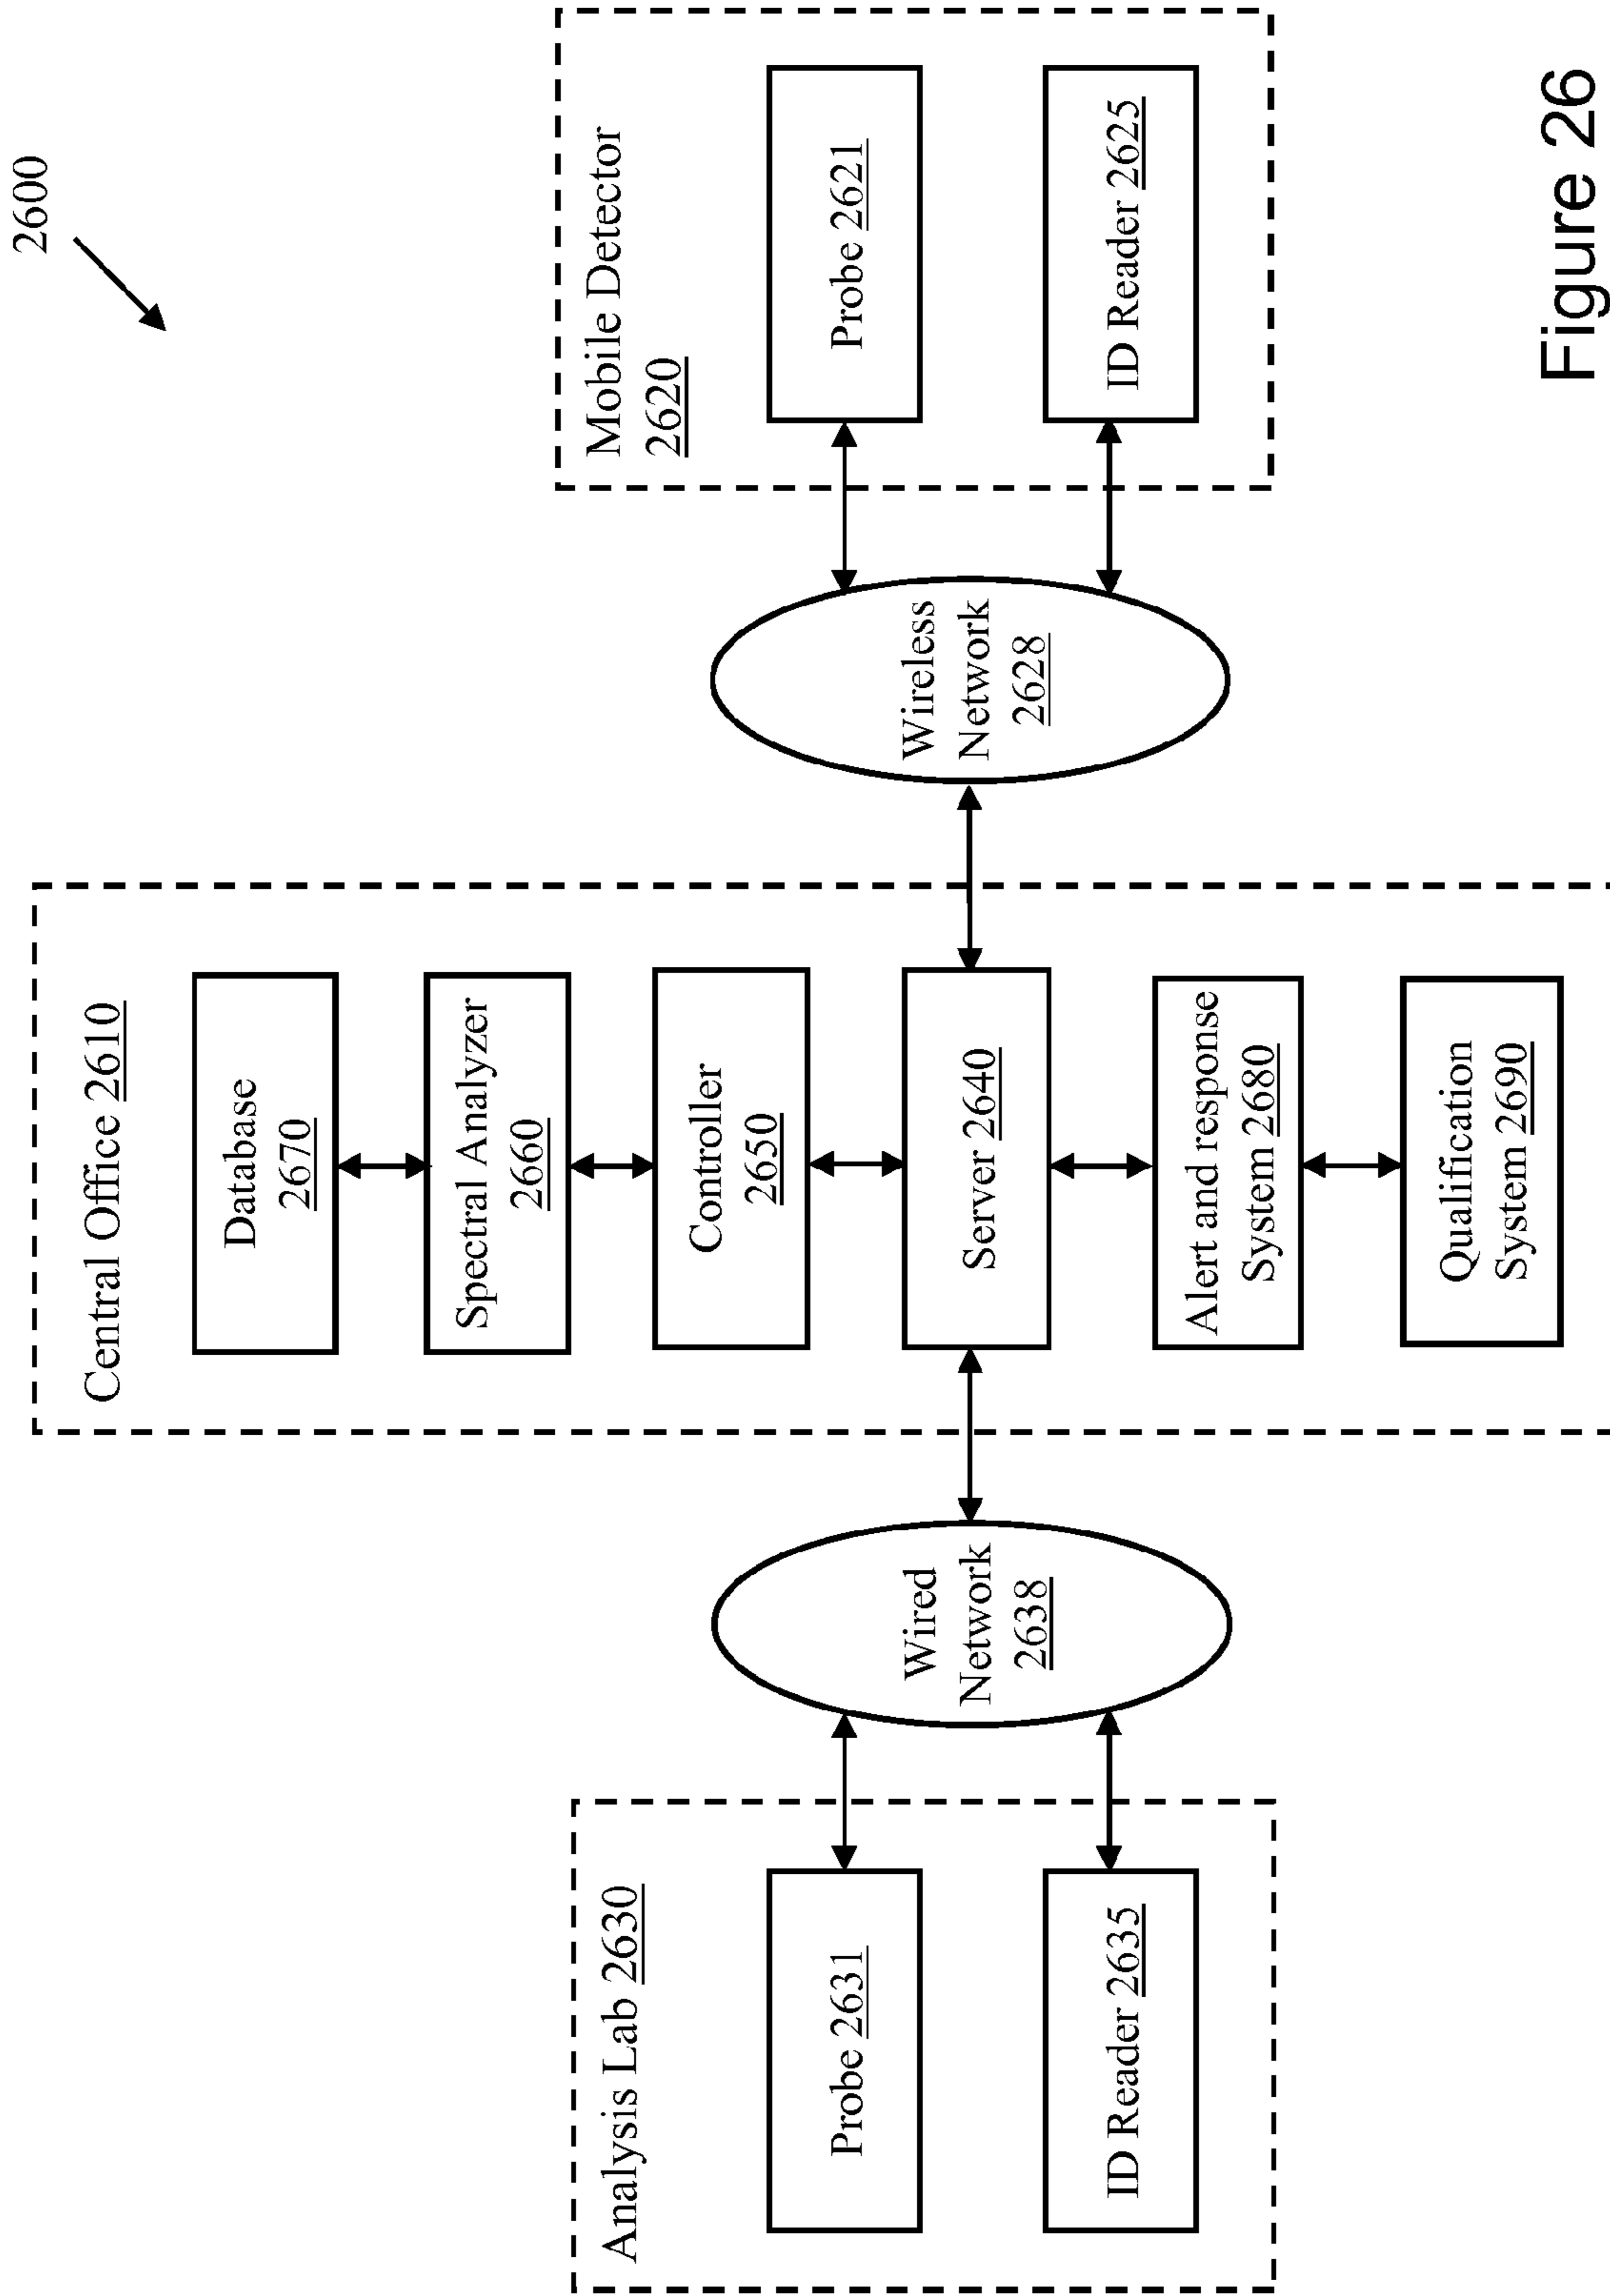 2600
Central Office 2610
Database
2670
Spectral Analyzer
2660
Controller
2650
Server 2640
Alert and response
System 2680
Qualification
System 2690
Analysis Lab 2630
Probe 2631
ID Reader 2635
Wired
Network
2638
Wireless
Network
2628
Mobile Detector
2620
Probe 2621
ID Reader 2625
Figure 26